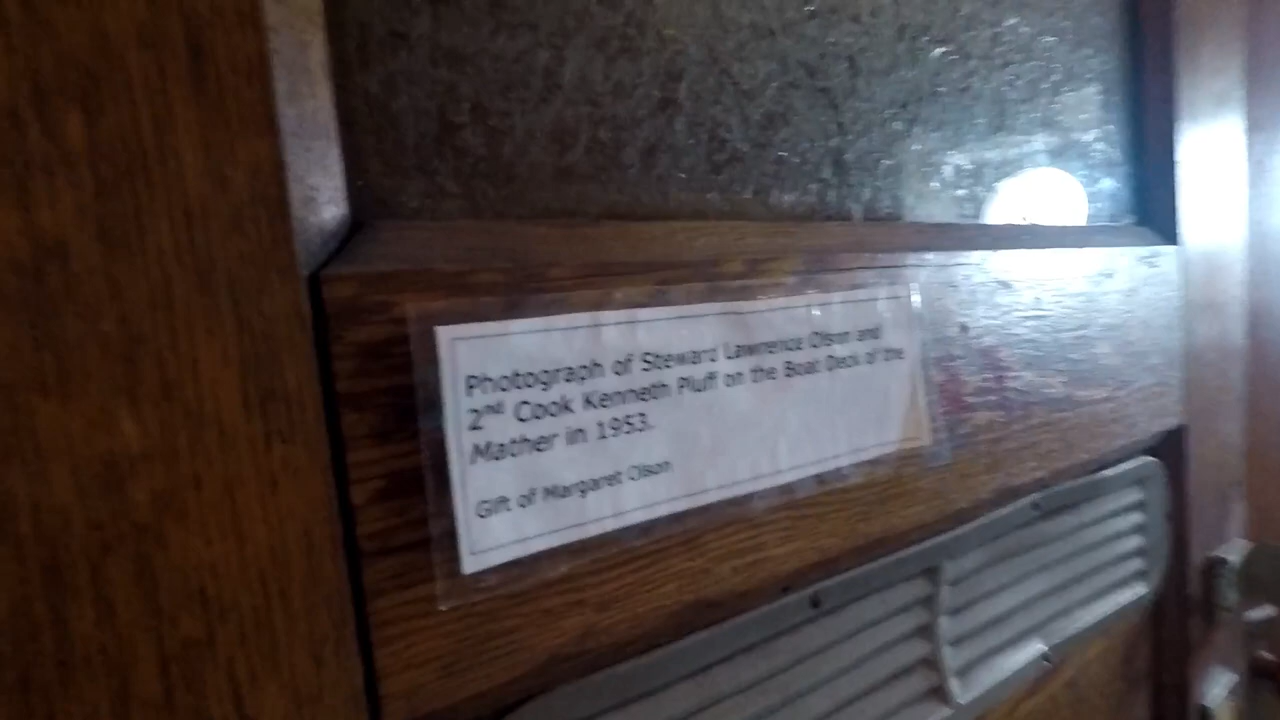 Photograph of Steward Lawrence Olson and
2nd Cook Kenneth Pluff on the Boat Deck of the
Mather in 1953.
Gift of Margaret Olson